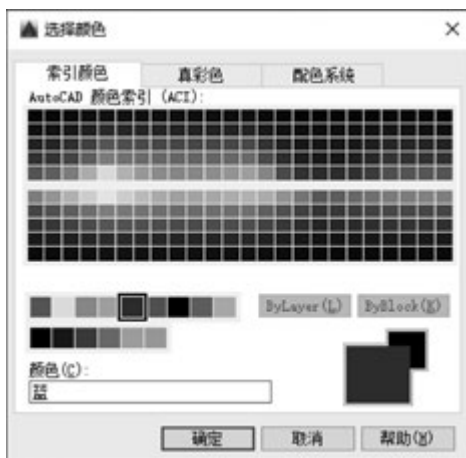 选择颜色
索引颜色 真彩色 配色系统
AutoCAD 颜色索引 (ACI):
ByLayer(L) ByBlock(K)
颜色(C):
蓝
确定 取消 帮助(H)